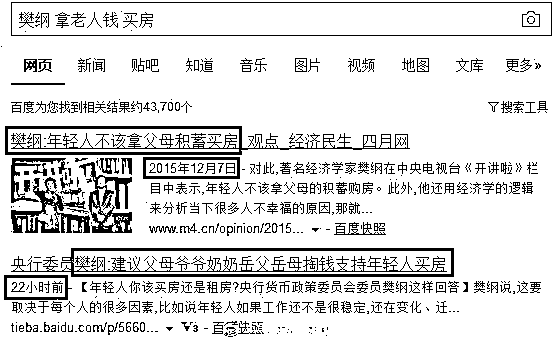 樊纲 拿老人钱 买房
网页 新闻 贴吧 知道 音乐 图片 视频 地图 文库 更多»
百度为您找到相关结果约43,700个 搜索工具
樊纲:年轻人不该拿父母积蓄买房_观点_经济民生_四月网
2015年12月7日 - 对此,著名经济学家樊纲在中央电视台《开讲啦》栏
目中表示,年轻人不该拿父母的积蓄购房。此外,他还用经济学的逻辑
来分析当下很多人不幸福的原因,那就...
www.m4.cn/opinion/2015... - 百度快照
央行委员樊纲:建议父母爷爷奶奶岳父岳母掏钱支持年轻人买房
22小时前 - 【年轻人你该买房还是租房?央行货币政策委员会委员樊纲这样回答】樊纲说,这要
取决于每个人的很多因素,比如说年轻人如果工作还不是很稳定,还在变化、迁...
tieba.baidu.com/p/5660... - 百度快照